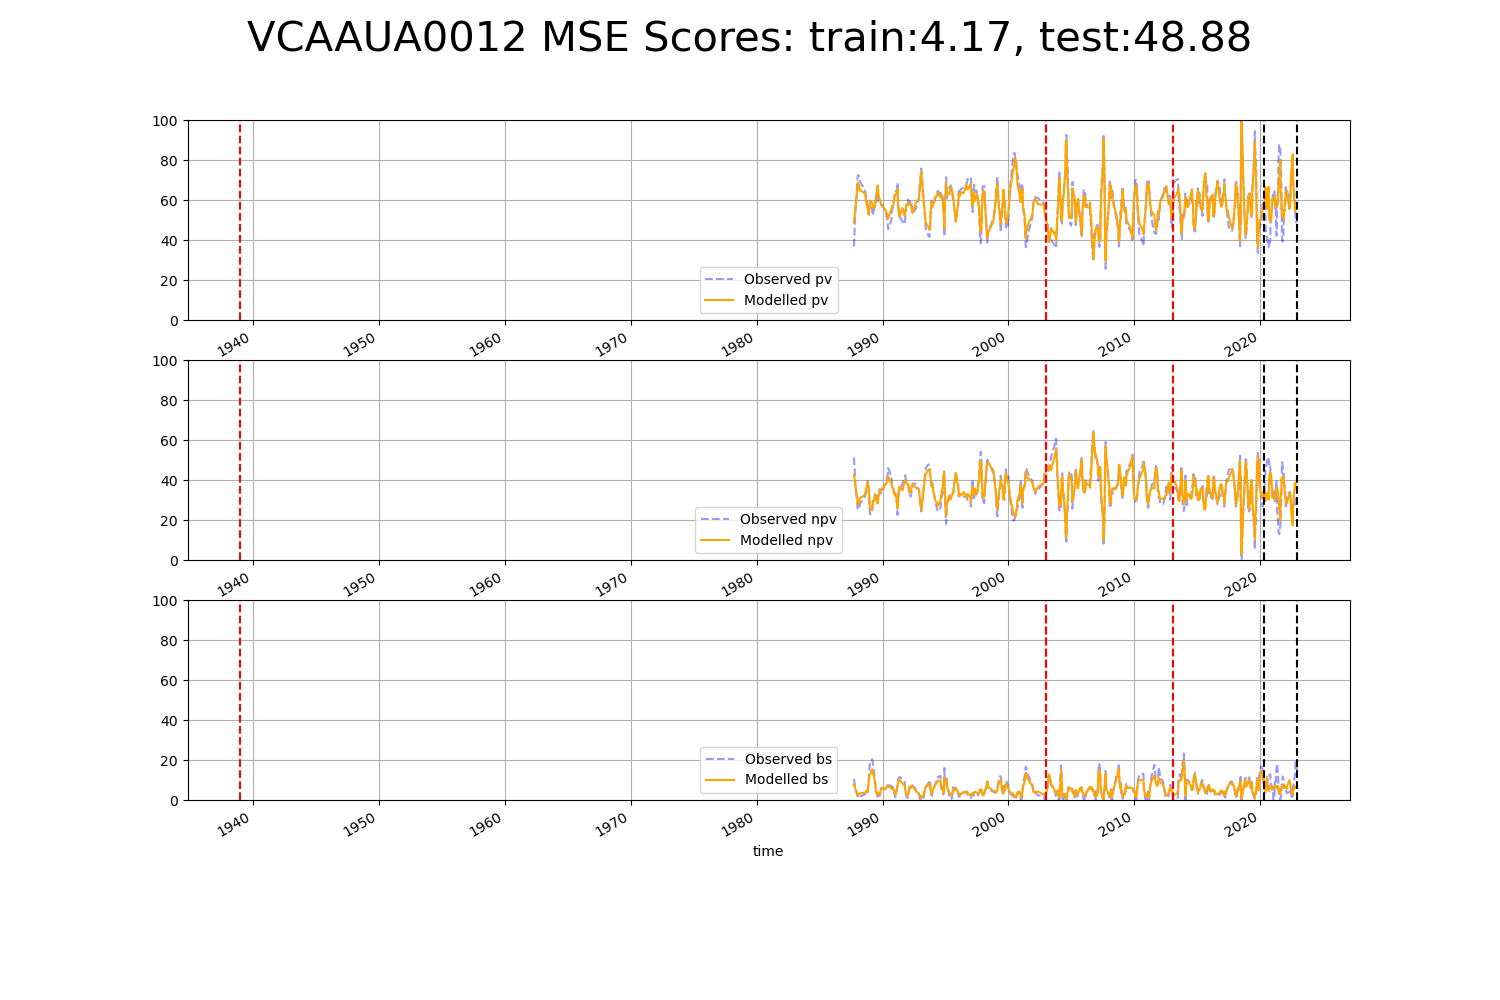 VCAAUA0012 MSE Scores: train:4.17, test:48.88
100
80
60
40
20
0
Observed pv
Modelled pv
1940 1950 1960 1970 1980 1990 2000 2010 2020
100
80
60
40
20
0
Observed npv
Modelled npv
1940 1950 1960 1970 1980 1990 2000 2010 2020
100
80
60
40
20
0
Observed bs
Modelled bs
1940 1950 1960 1970 1980 1990 2000 2010 2020
time